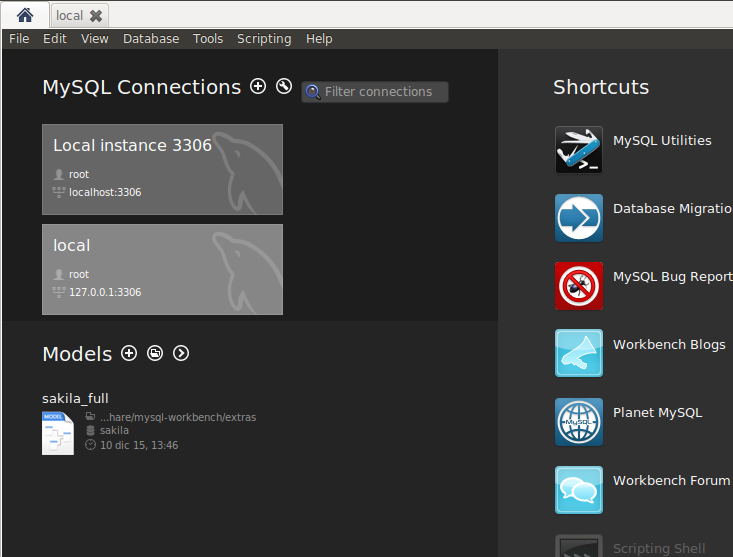 local
File Edit View Database Tools Scripting Help
MySQL Connections
Filter connections
Local instance 3306
root
localhost:3306
local
root
127.0.0.1:3306
Models
sakila_full
MODEL
...hare/mysql-workbench/extras
sakila
10 dic 15, 13:46
Shortcuts
MySQL Utilities
Database Migratio
MySQL Bug Report
Workbench Blogs
MySQL
Planet MySQL
Workbench Forum
Scripting Shell